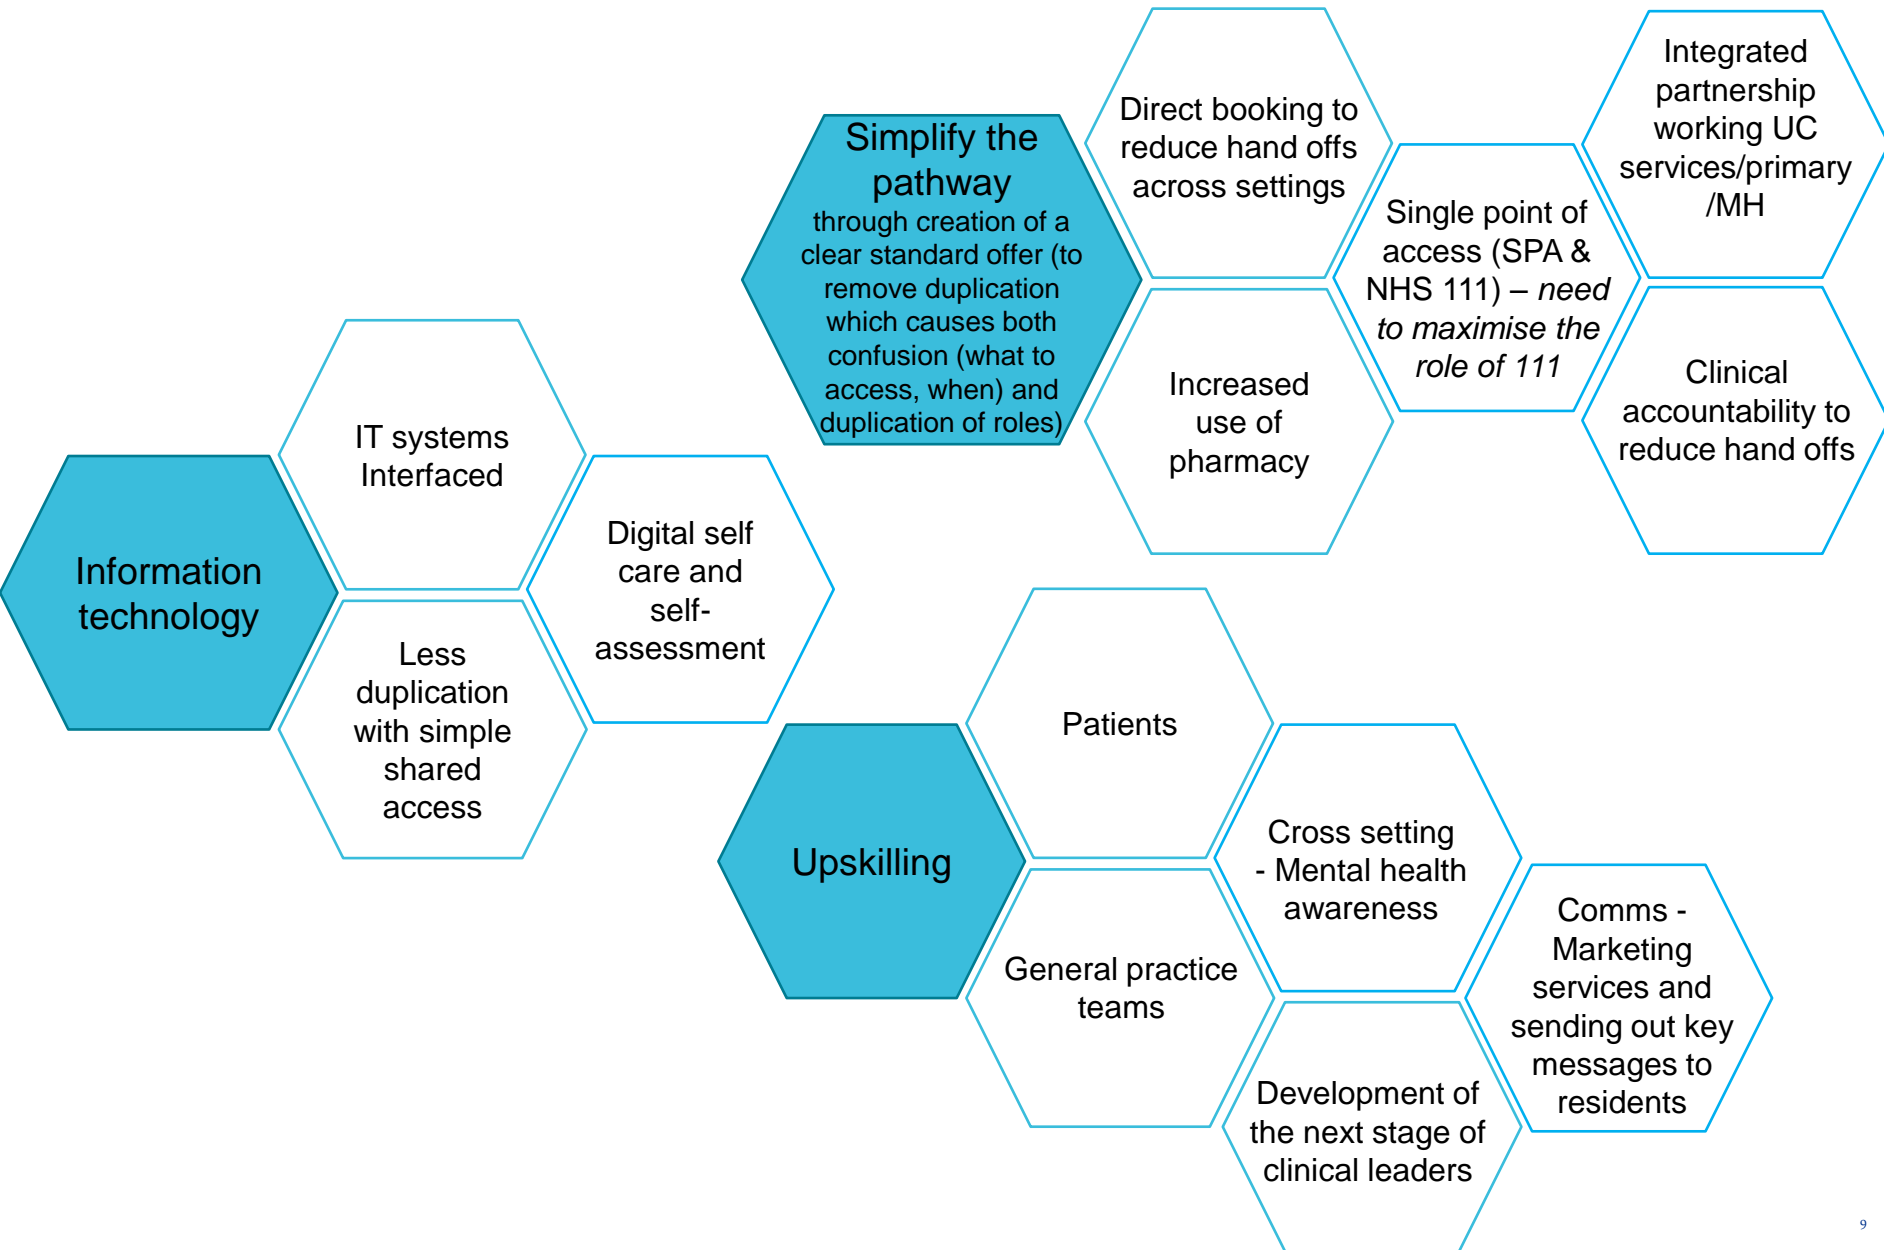 Simplify the
pathway
through creation of a
clear standard offer (to
remove duplication
which causes both
confusion (what to
access, when) and
duplication of roles)
Direct booking to
reduce hand offs
across settings
Increased
use of
pharmacy
Single point of
access (SPA &
NHS 111) – need
to maximise the
role of 111
Integrated
partnership
working UC
services/primary
/MH
Clinical
accountability to
reduce hand offs
Information
technology
IT systems
Interfaced
Less
duplication
with simple
shared
access
Digital self
care and
self-
assessment
Upskilling
Patients
General practice
teams
Cross setting
- Mental health
awareness
Development of
the next stage of
clinical leaders
Comms -
Marketing
services and
sending out key
messages to
residents
9